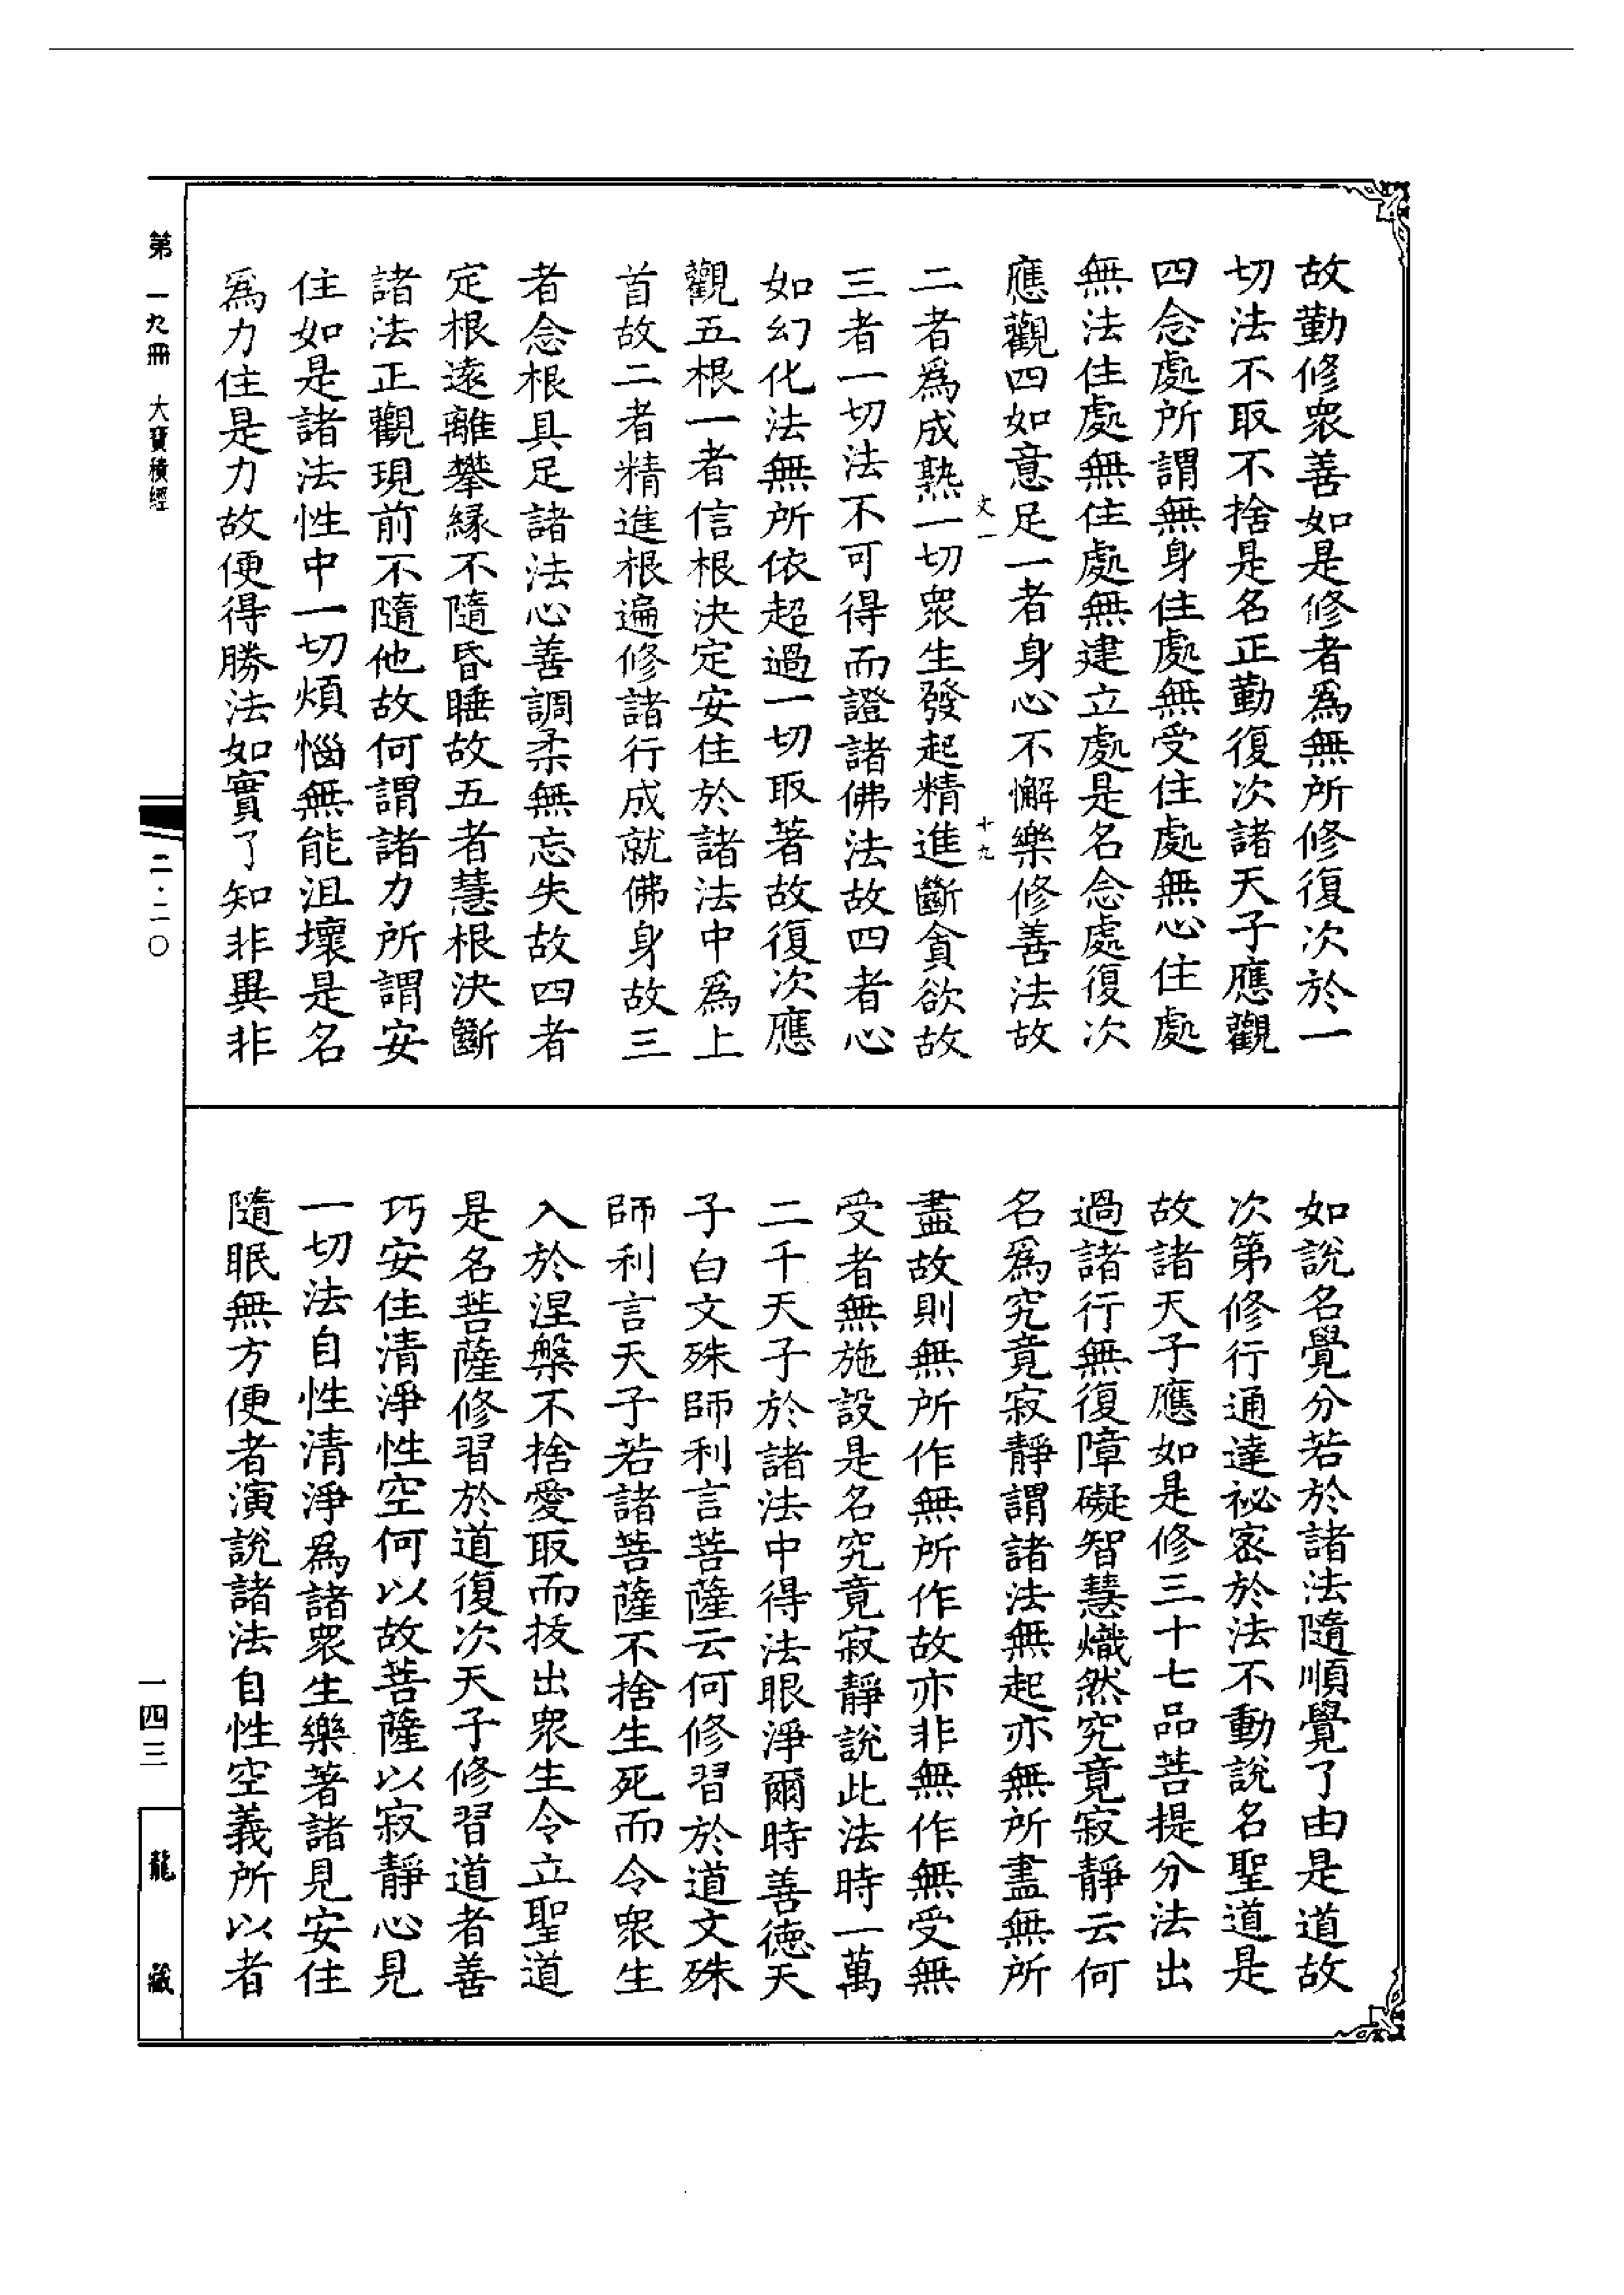 故勤修衆善如是修者爲無所修復次於一
切法不取不捨是名正勤復次諸天子應觀
四念處所謂無身住處無受住處無心住處
無法住處無住處無建立處是名念處復次
應觀四如意足一者身心不懈樂修善法故
文一 十九
二者爲成熟一切衆生發起精進斷貪欲故
三者一切法不可得而證諸佛法故四者心
如幻化法無所依超過一切取著故復次應
觀五根一者信根決定安住於諸法中爲上
首故二者精進根遍修諸行成就佛身故三
者念根具足諸法心善調柔無忘失故四者
定根遠離攀緣不隨昏睡故五者慧根決斷
諸法正觀現前不隨他故何謂諸力所謂安
住如是諸法性中一切煩惱無能沮壞是名
爲力住是力故便得勝法如實了知非異非
如說名覺分若於諸法隨順覺了由是道故
次第修行通達祕密於法不動說名聖道是
故諸天子應如是修三十七品菩提分法出
過諸行無復障礙智慧熾然究竟寂靜云何
名爲究竟寂靜謂諸法無起亦無所盡無所
盡故則無所作無所作故亦非無作無受無
受者無施設是名究竟寂靜說此法時一萬
二千天子於諸法中得法眼淨爾時善德天
子白文殊師利言菩薩云何修習於道文殊
師利言天子若諸菩薩不捨生死而令衆生
入於涅槃不捨愛取而拔出衆生令立聖道
是名菩薩修習於道復次天子修習道者善
巧安住清淨性空何以故菩薩以寂靜心見
一切法自性清淨爲諸衆生樂著諸見安住
隨眠無方便者演說諸法自性空義所以者
第一九冊 大寶積經
二·二〇
一四三
龍藏